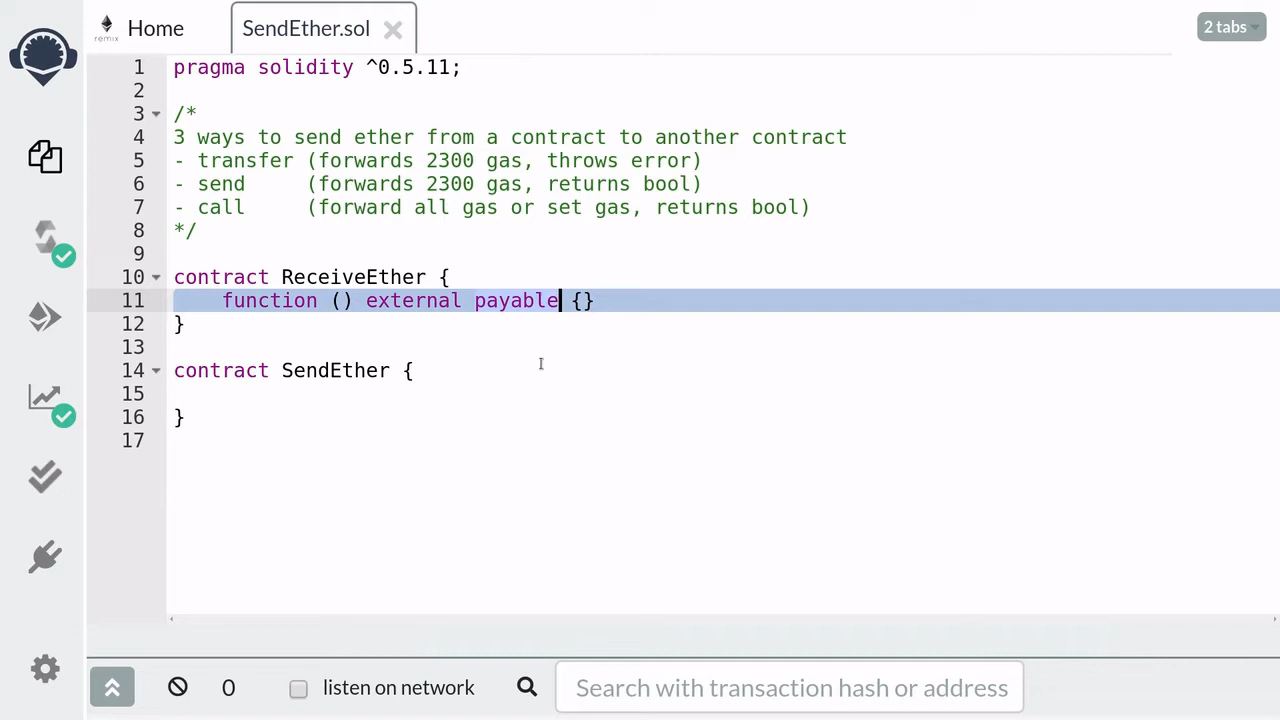 remix
Home
SendEther.sol
2 tabs
1 pragma solidity ^0.5.11;
2
3 /*
4 3 ways to send ether from a contract to another contract
5 - transfer (forwards 2300 gas, throws error)
6 - send     (forwards 2300 gas, returns bool)
7 - call     (forward all gas or set gas, returns bool)
8 */
9
10 contract ReceiveEther {
11     function () external payable {}
12 }
13
14 contract SendEther {
15
16 }
17
0
listen on network
Search with transaction hash or address